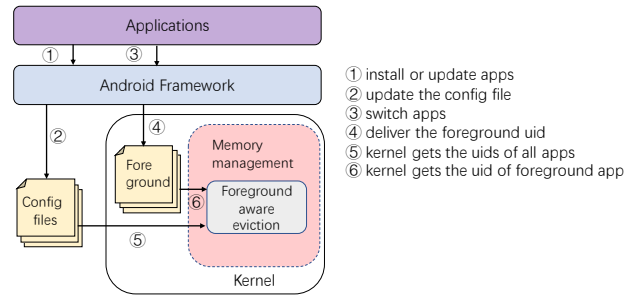 Applications
① ③
Android Framework
② ④
Memory
management
Fore
ground
Foreground
aware
eviction
⑥
Config
files
⑤
Kernel
① install or update apps
② update the config file
③ switch apps
④ deliver the foreground uid
⑤ kernel gets the uids of all apps
⑥ kernel gets the uid of foreground app